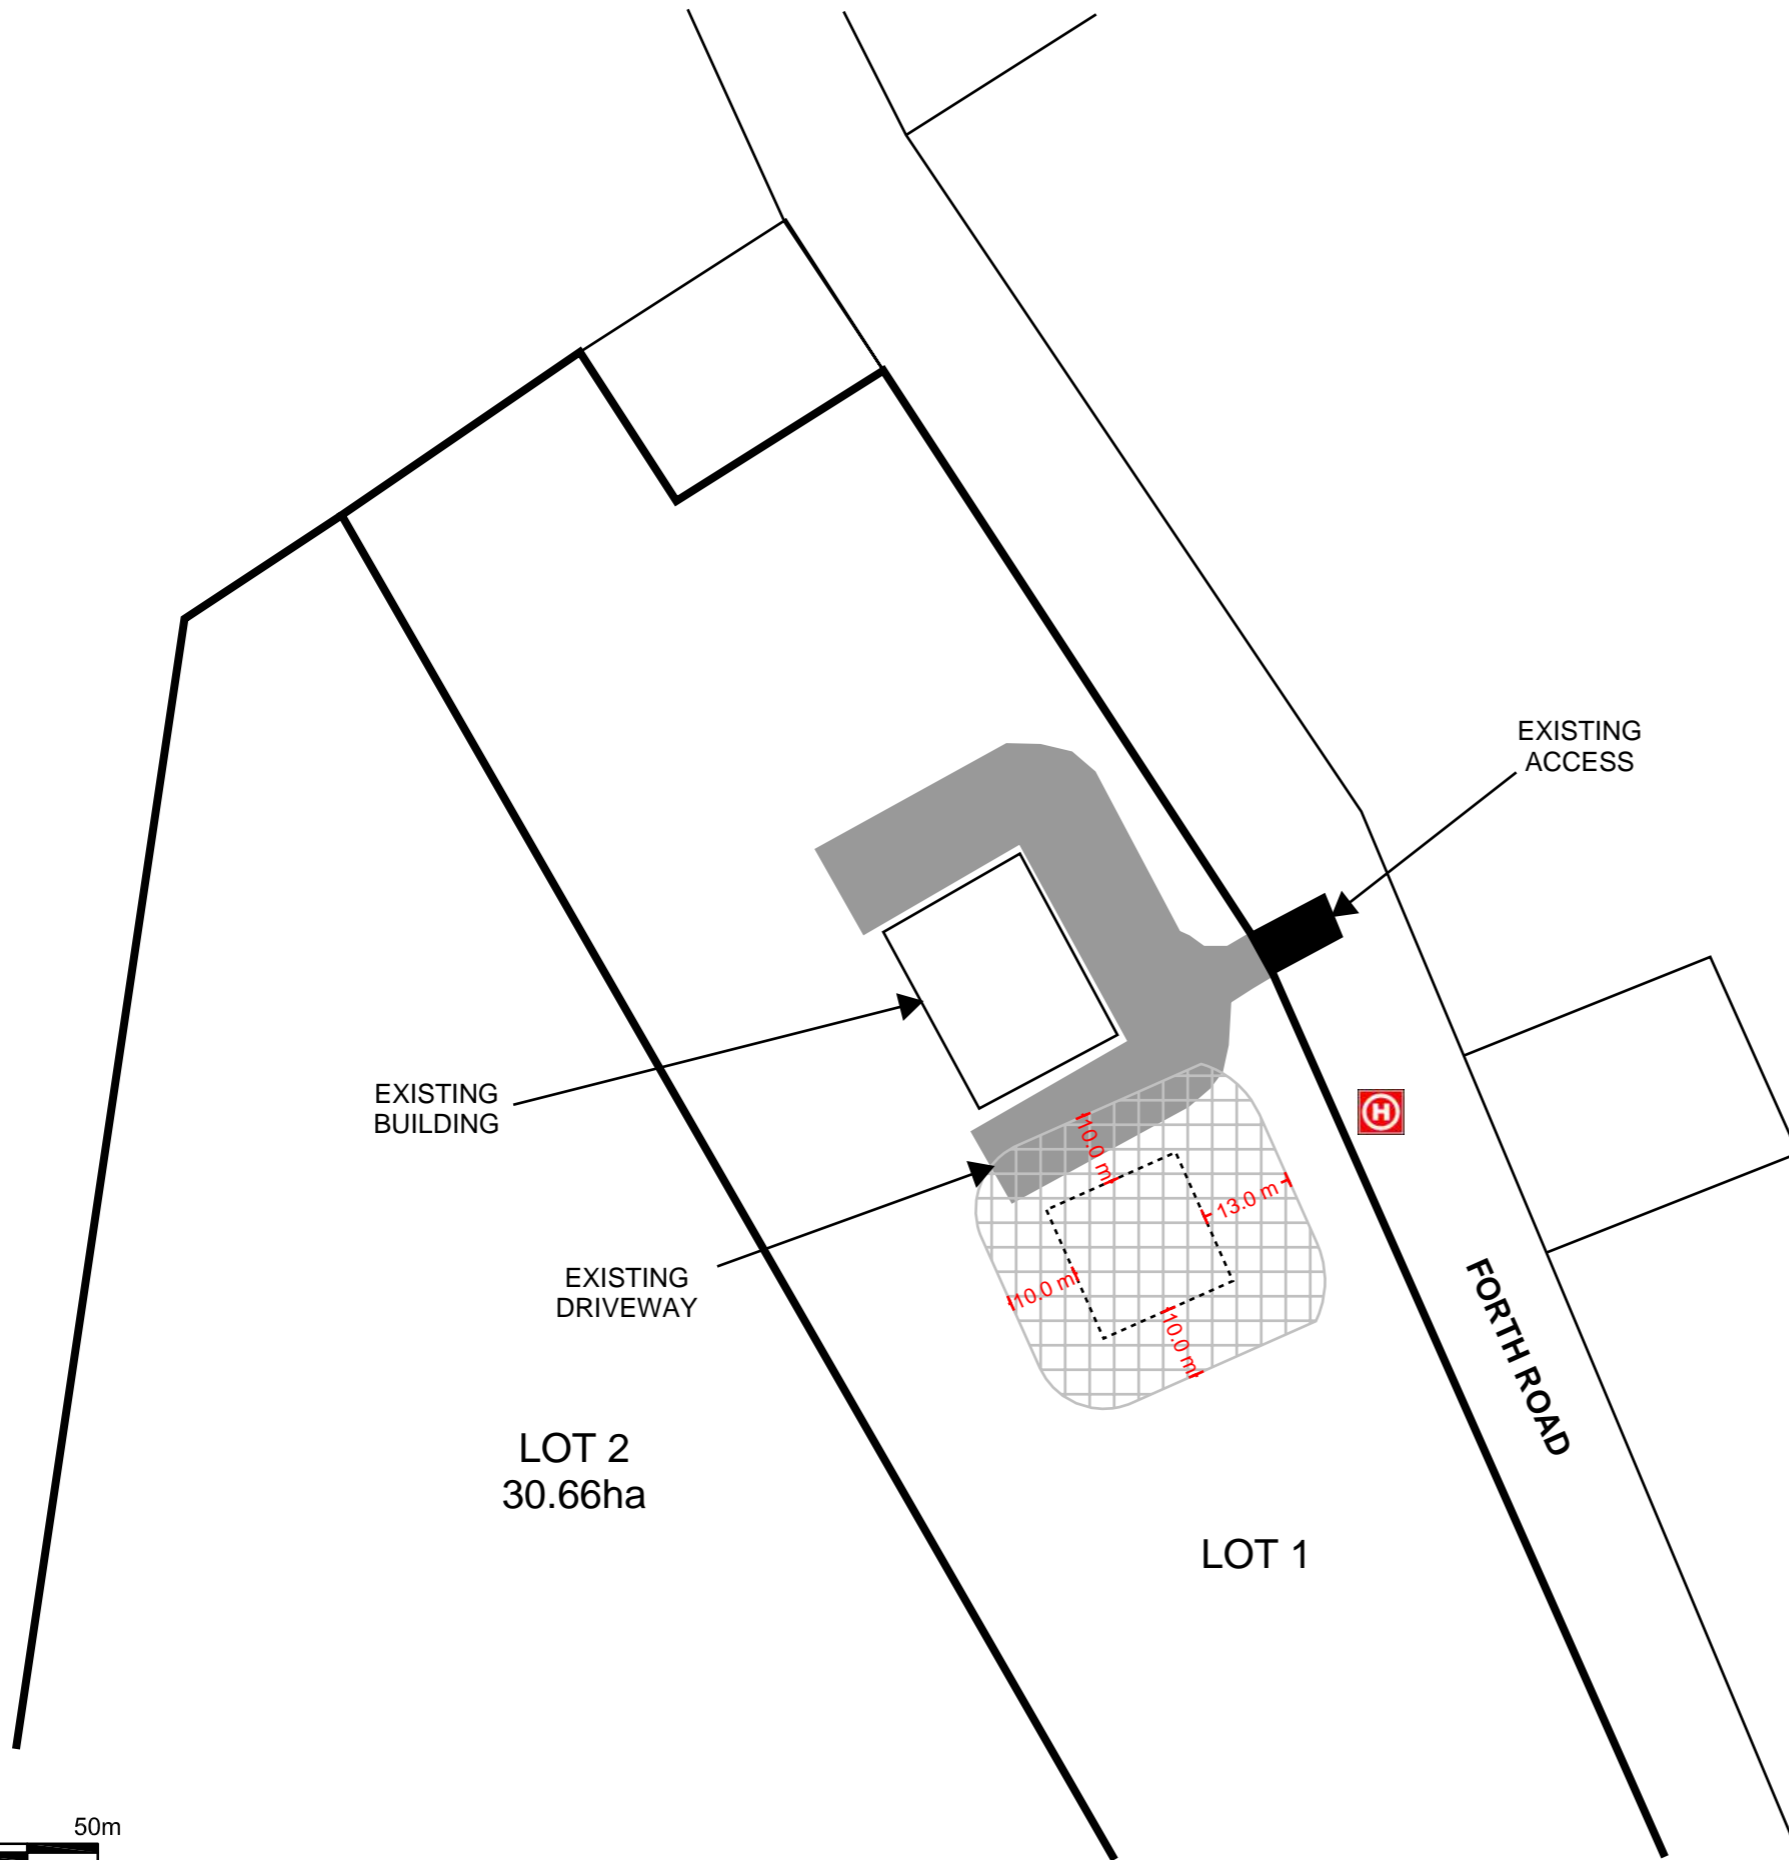 EXISTING
ACCESS
EXISTING
BUILDING
10.0 m
13.0 m
EXISTING
DRIVEWAY
10.0 m
10.0 m
FORTH ROAD
LOT 2
30.66ha
LOT 1
50m
H